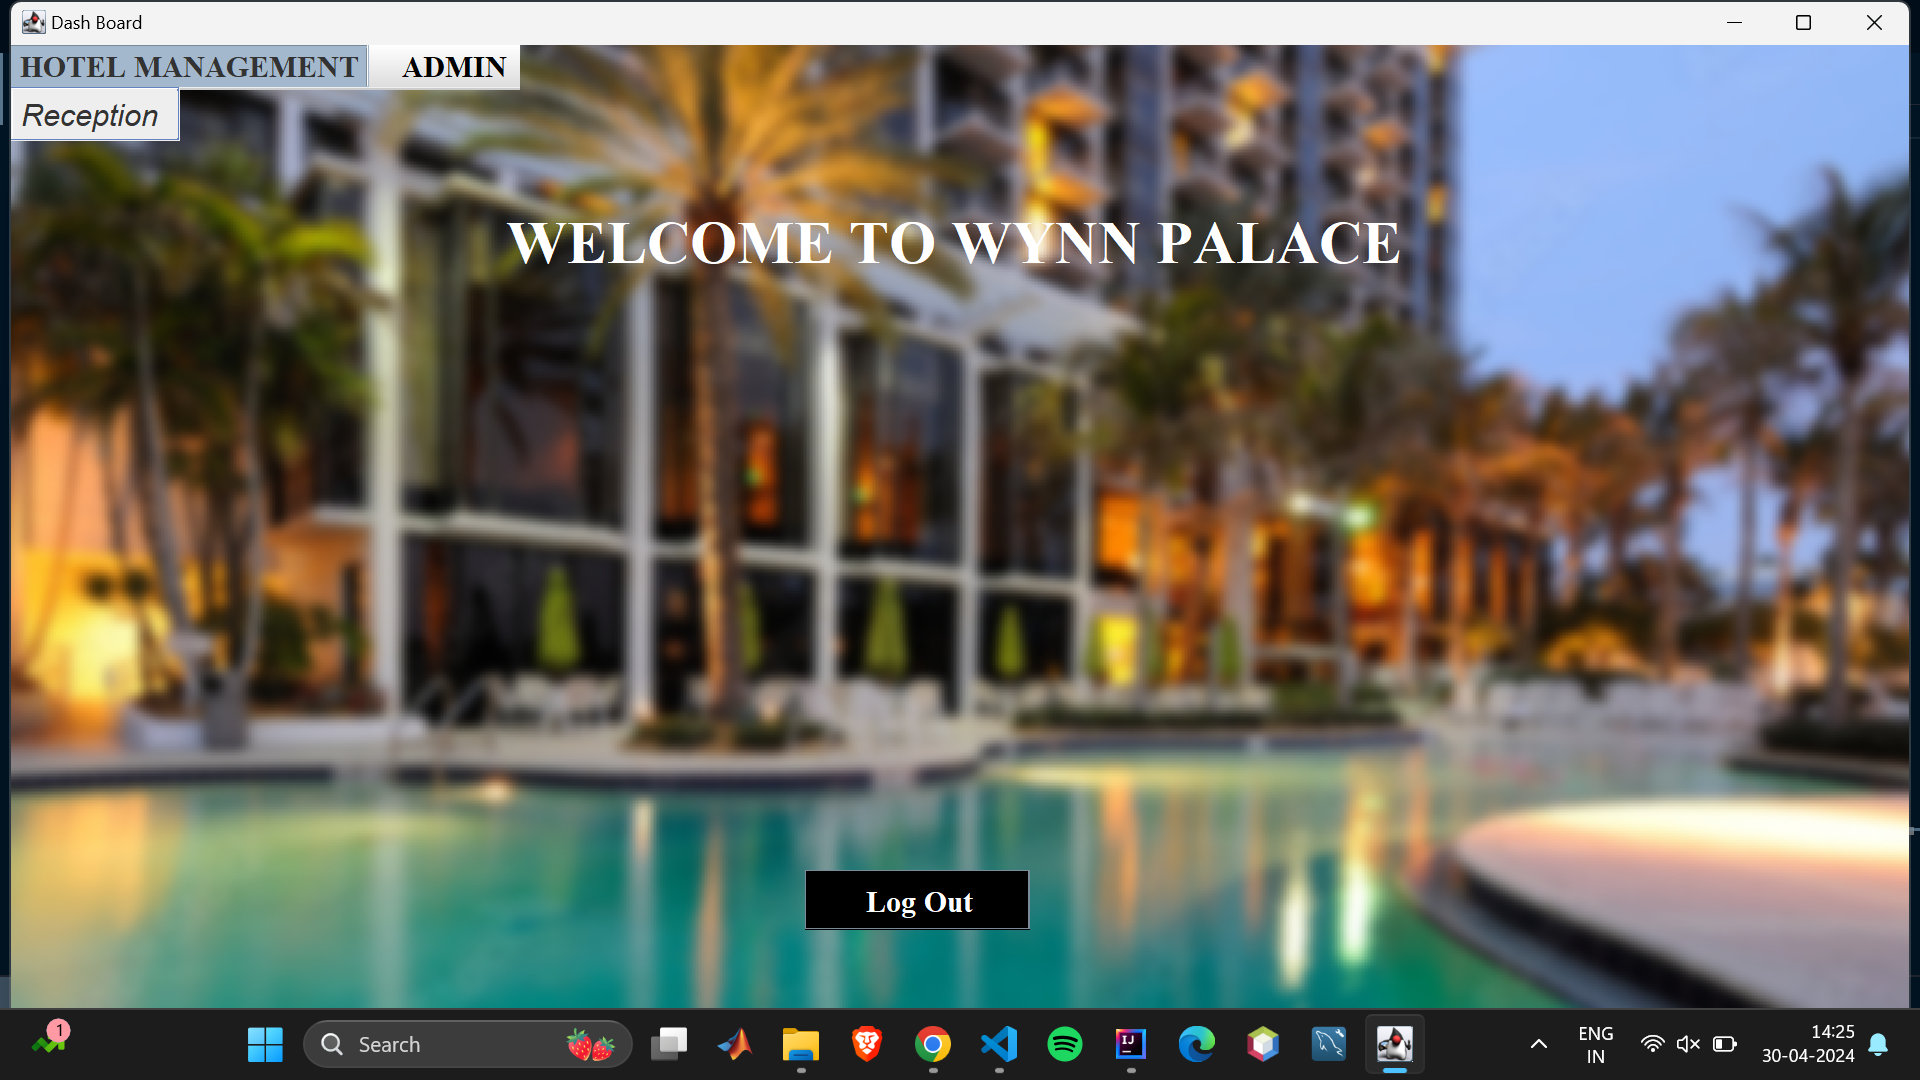 Dash Board
HOTEL MANAGEMENT ADMIN
Reception
WELCOME TO WYNN PALACE
Log Out
1
Search
IJ
ENG
IN
14:25
30-04-2024